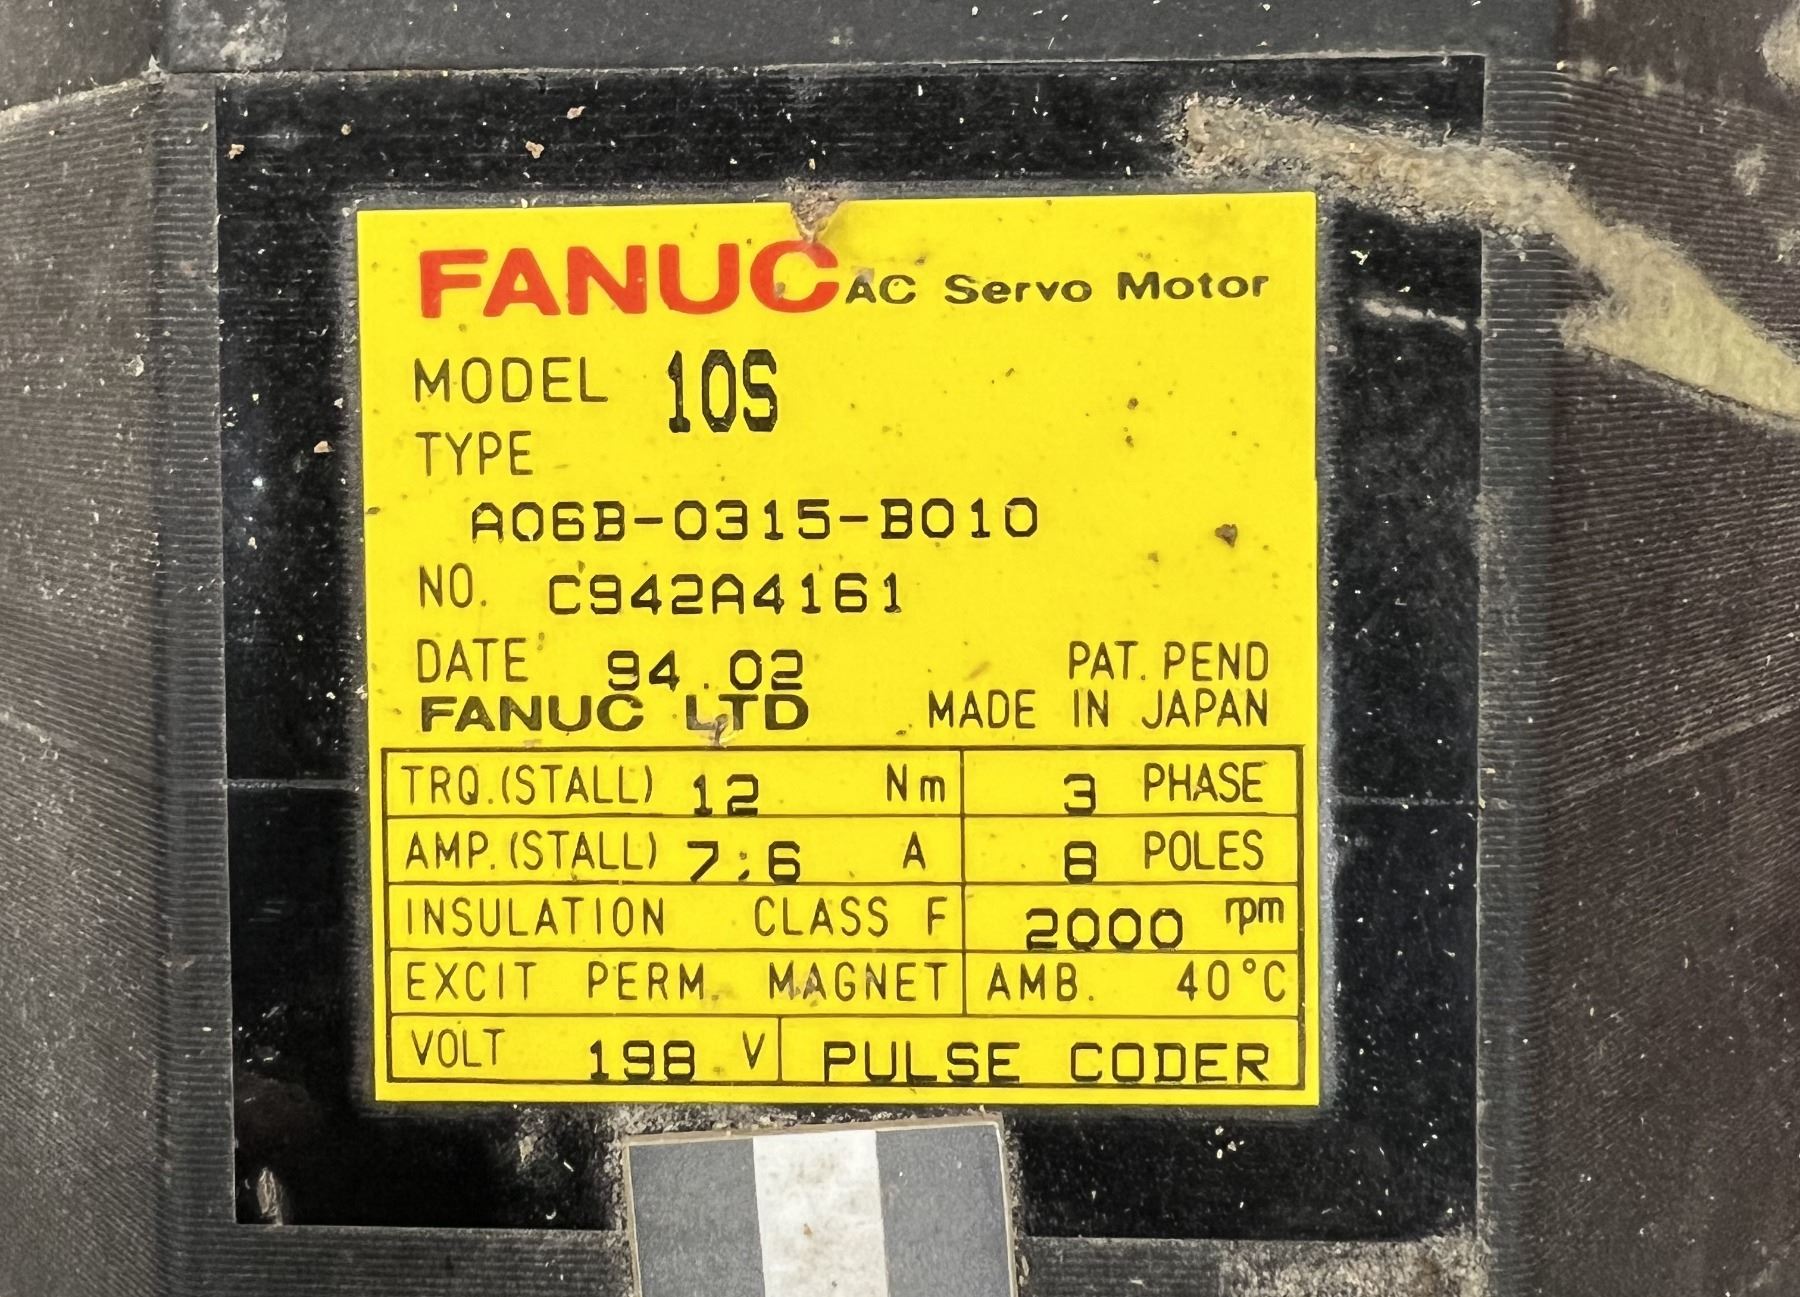 FANUC AC Servo Motor
MODEL 10S
TYPE
A06B-0315-B010
NO. C942A4161
DATE 94.02 PAT. PEND
FANUC LTD MADE IN JAPAN
TRQ.(STALL) 12 Nm 3 PHASE
AMP.(STALL) 7.6 A 8 POLES
INSULATION CLASS F 2000 rpm
EXCIT PERM. MAGNET AMB. 40°C
VOLT 198 V PULSE CODER